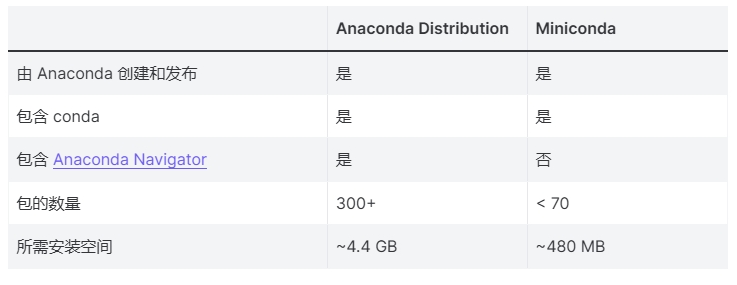 Anaconda Distribution Miniconda
由 Anaconda 创建和发布 是 是
包含 conda 是 是
包含 Anaconda Navigator 是 否
包的数量 300+ < 70
所需安装空间 ~4.4 GB ~480 MB